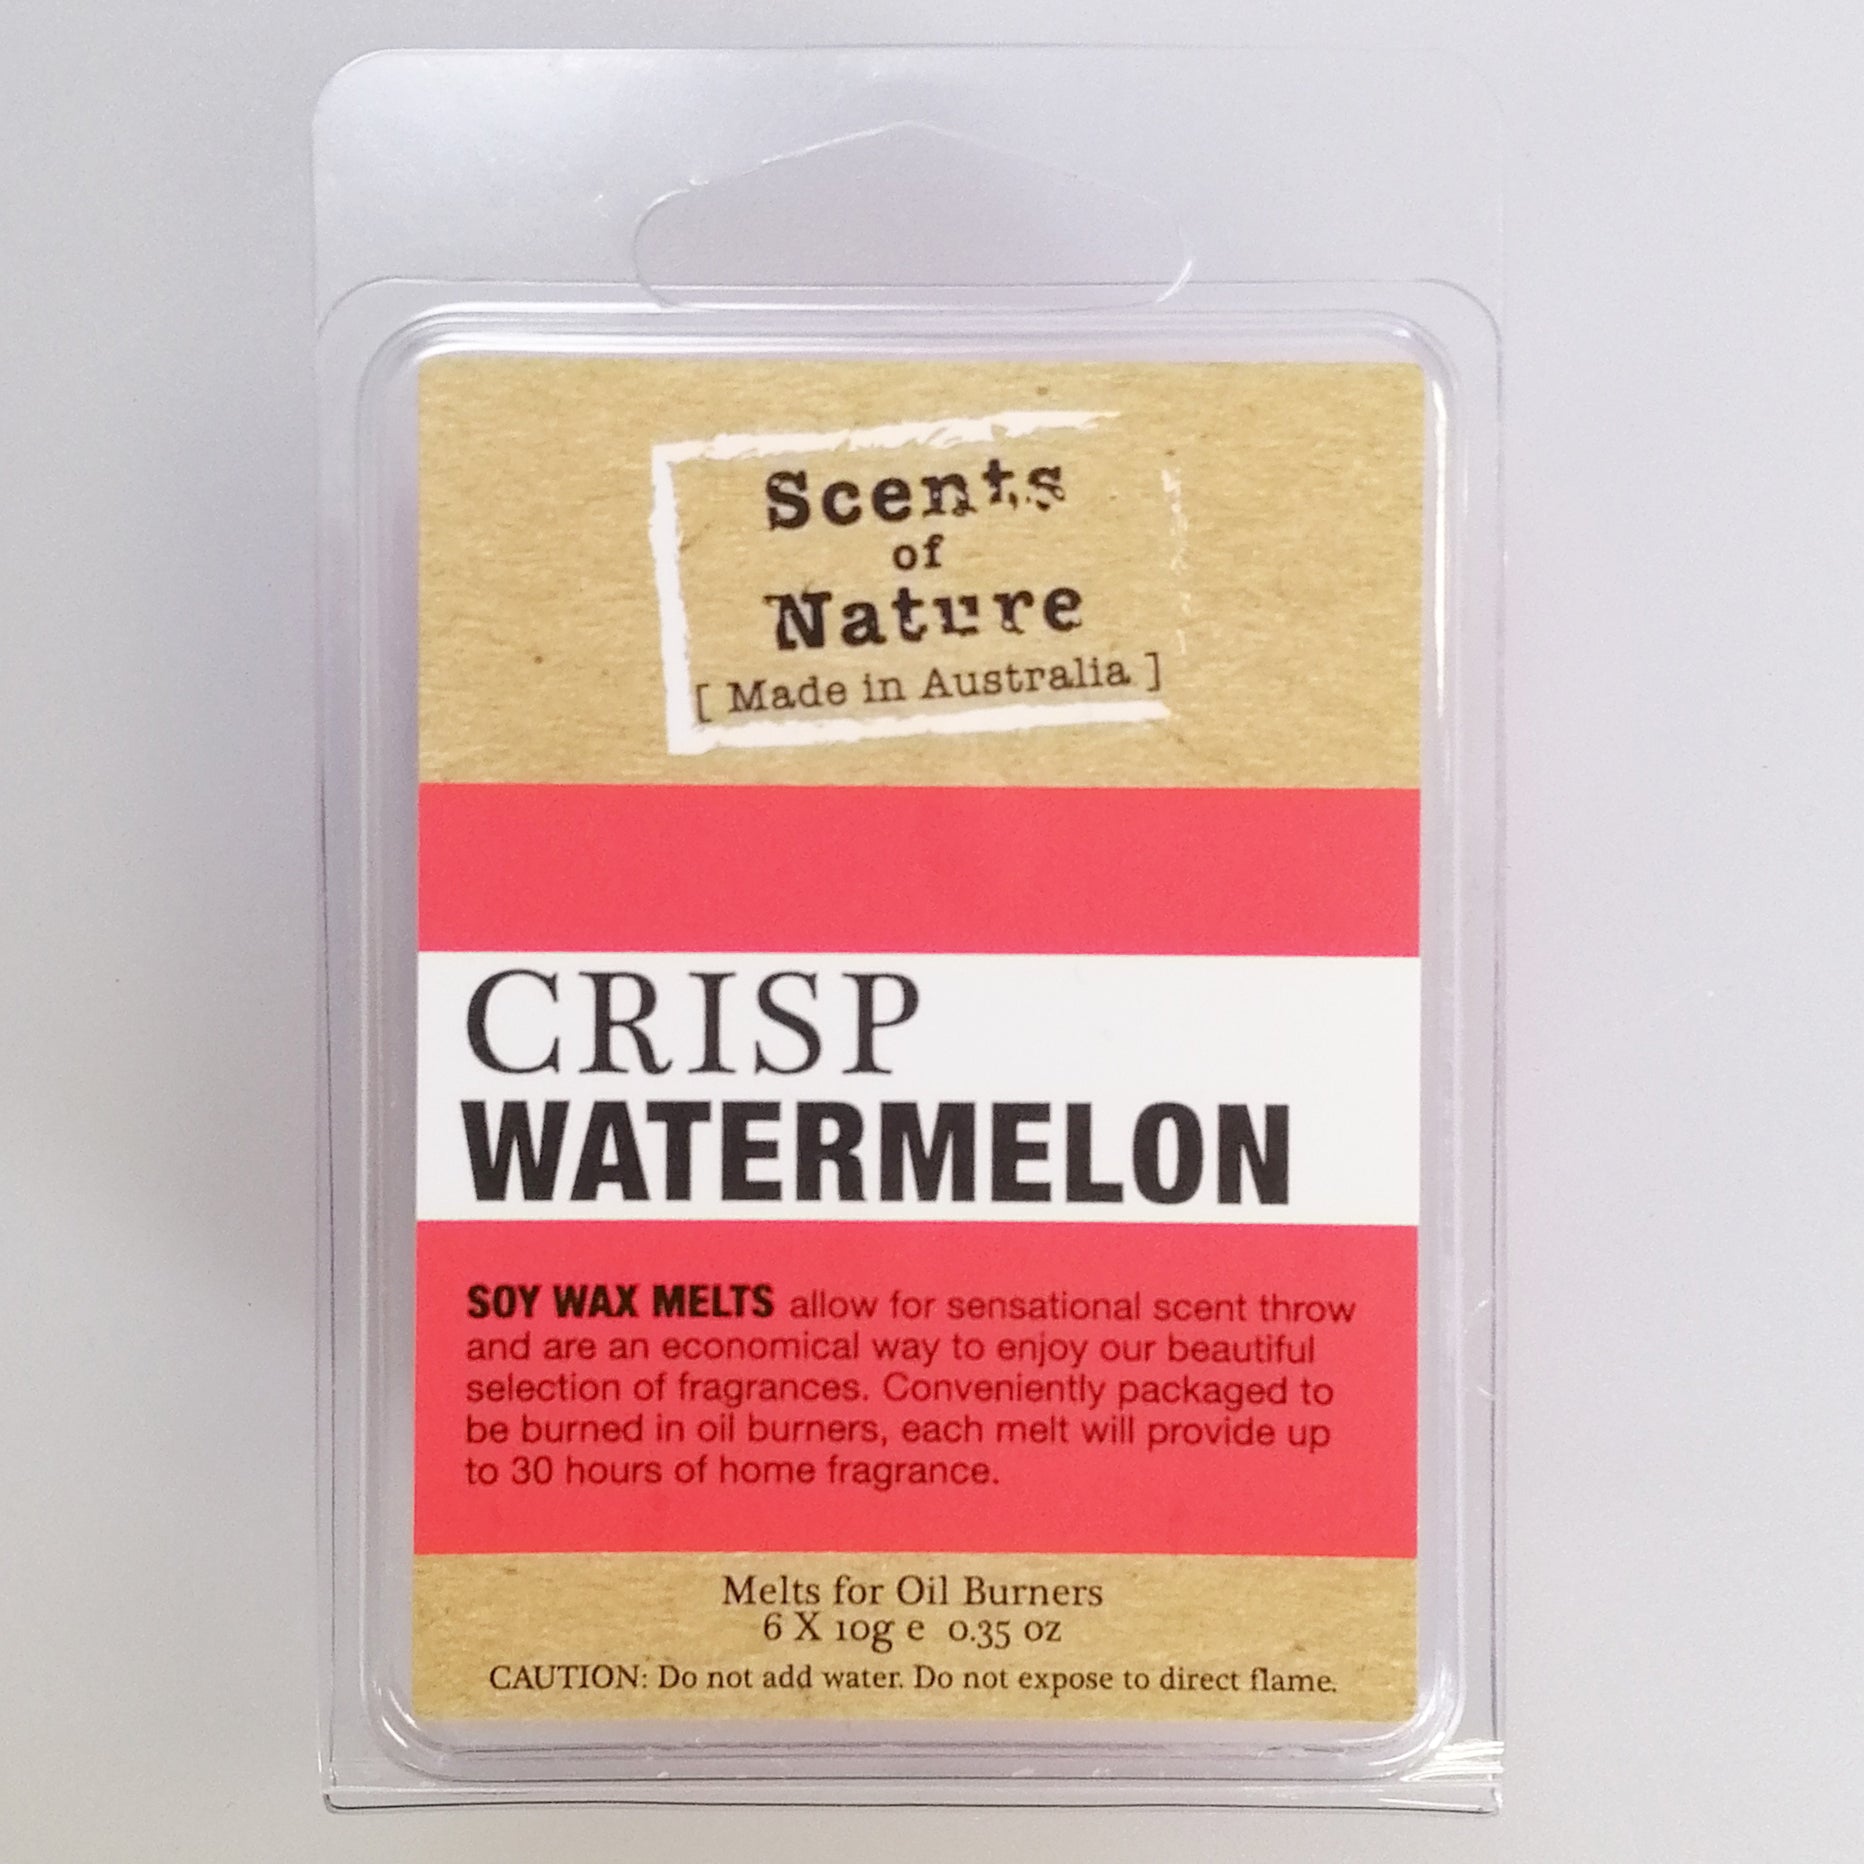 Scents
of
Nature
[ Made in Australia ]
CRISP
WATERMELON
SOY WAX MELTS allow for sensational scent throw
and are an economical way to enjoy our beautiful
selection of fragrances. Conveniently packaged to
be burned in oil burners, each melt will provide up
to 30 hours of home fragrance.
Melts for Oil Burners
6 X 10g e 0.35 oz
CAUTION: Do not add water. Do not expose to direct flame.